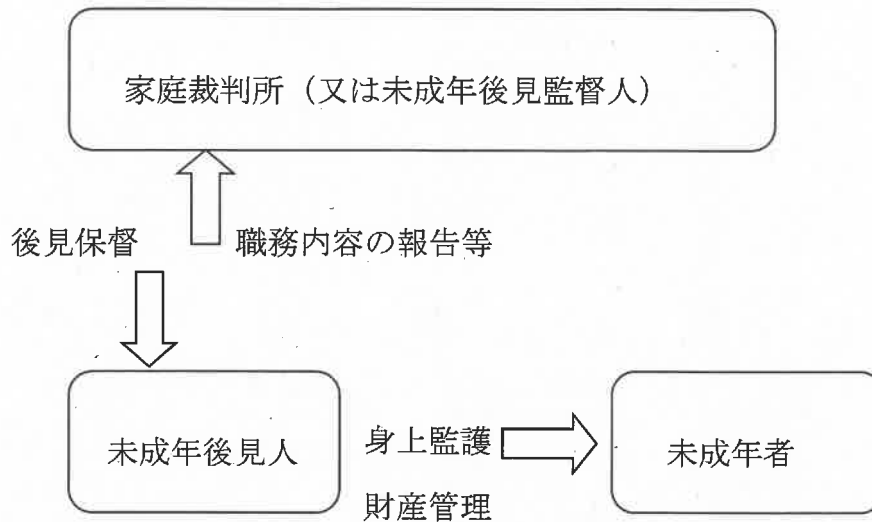 家庭裁判所（又は未成年後見監督人）
後見保督
職務内容の報告等
未成年後見人
身上監護
財産管理
未成年者